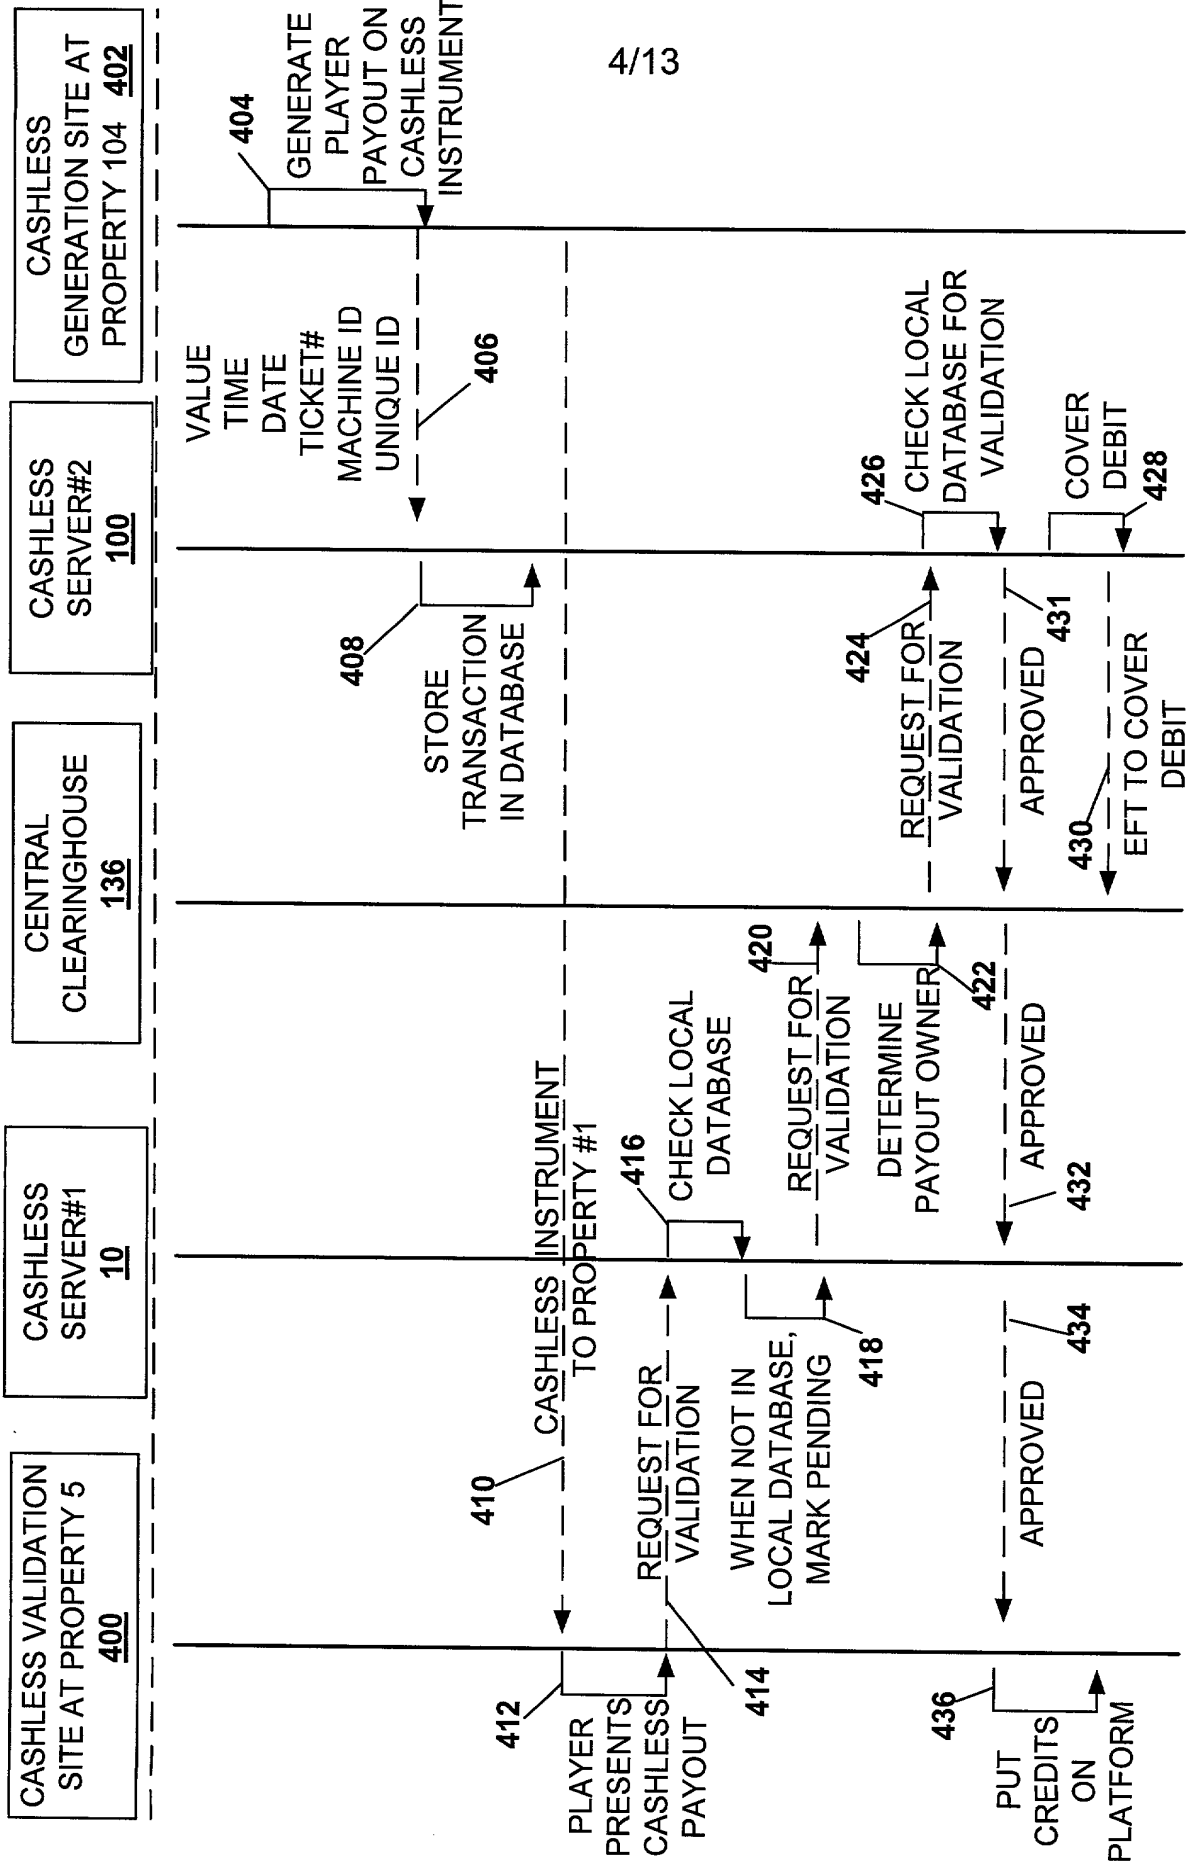 4/13
CASHLESS VALIDATION
SITE AT PROPERTY 5
400
CASHLESS
SERVER#1
10
CENTRAL
CLEARINGHOUSE
136
CASHLESS
SERVER#2
100
CASHLESS
GENERATION SITE AT
PROPERTY 104 402
404
GENERATE
PLAYER
PAYOUT ON
CASHLESS
INSTRUMENT
VALUE
TIME
DATE
TICKET#
MACHINE ID
UNIQUE ID
406
408
STORE
TRANSACTION
IN DATABASE
410
CASHLESS INSTRUMENT
TO PROPERTY #1
412
PLAYER
PRESENTS
CASHLESS
PAYOUT
414
REQUEST FOR
VALIDATION
416
CHECK LOCAL
DATABASE
WHEN NOT IN
LOCAL DATABASE,
MARK PENDING
418
420
REQUEST FOR
VALIDATION
DETERMINE
PAYOUT OWNER
422
424
REQUEST FOR
VALIDATION
426
CHECK LOCAL
DATABASE FOR
VALIDATION
COVER
DEBIT
428
430
EFT TO COVER
DEBIT
431
APPROVED
432
APPROVED
434
APPROVED
436
PUT
CREDITS
ON
PLATFORM